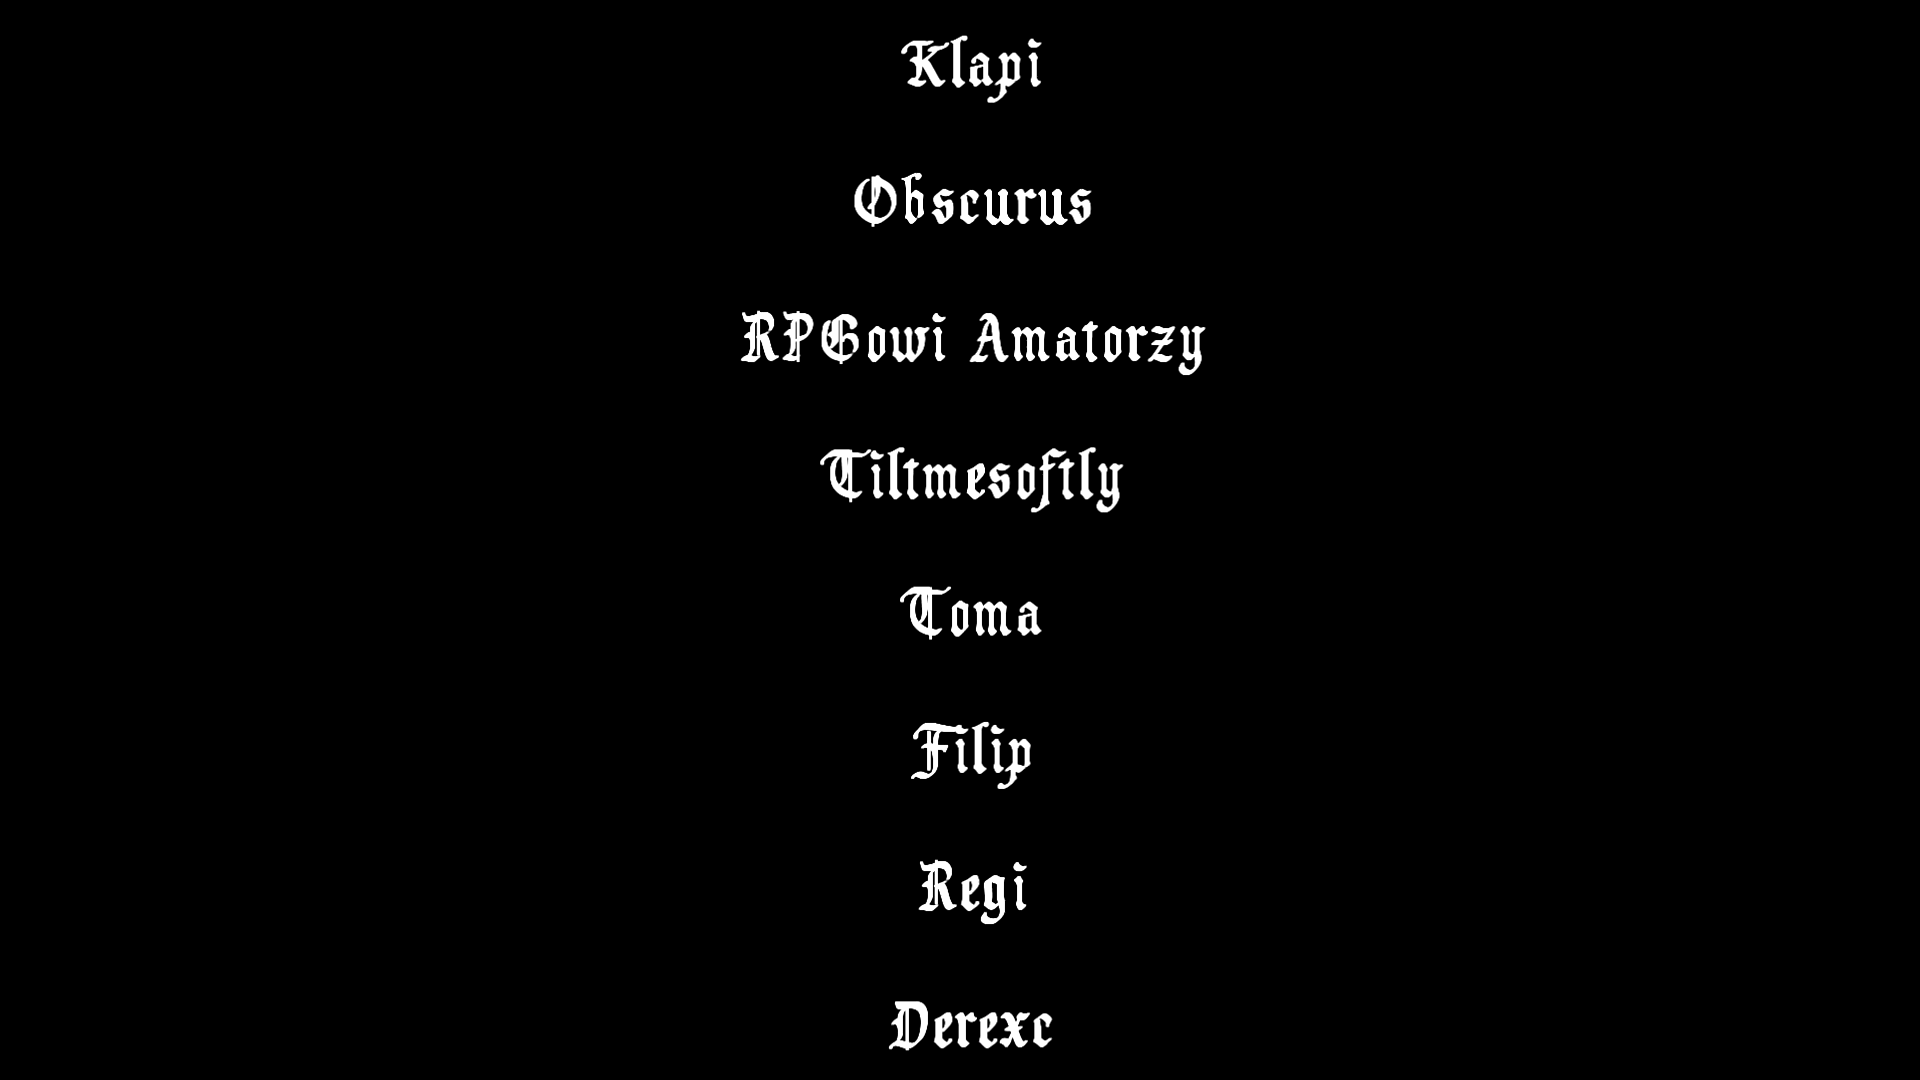 Klapi
Obscurus
RPGowi Amatorzy
Tiltmesoftly
Toma
Filip
Regi
Derexc